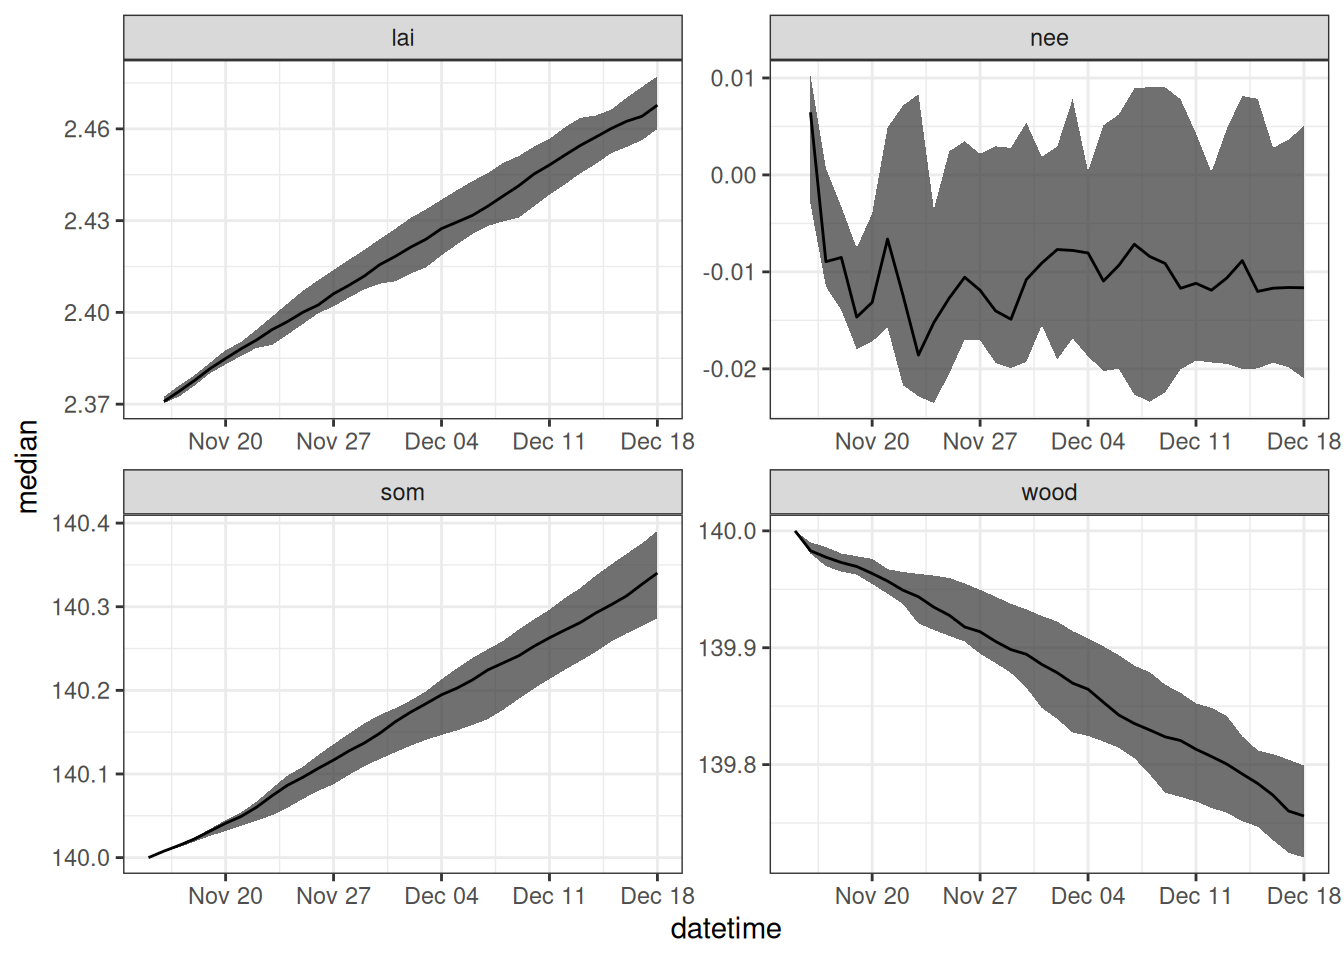 lai
nee
2.46
2.43
2.40
2.37
0.01
0.00
-0.01
-0.02
Nov 20 Nov 27 Dec 04 Dec 11 Dec 18
Nov 20 Nov 27 Dec 04 Dec 11 Dec 18
median
som
wood
140.4
140.3
140.2
140.1
140.0
140.0
139.9
139.8
Nov 20 Nov 27 Dec 04 Dec 11 Dec 18
Nov 20 Nov 27 Dec 04 Dec 11 Dec 18
datetime